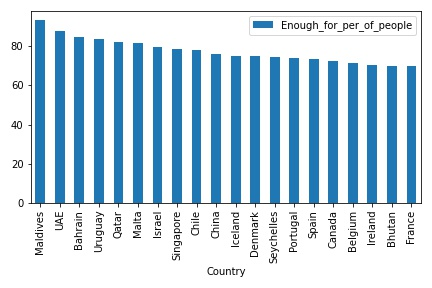 Enough_for_per_of_people
80
60
40
20
0
Maldives
UAE
Bahrain
Uruguay
Qatar
Malta
Israel
Singapore
Chile
China
Iceland
Denmark
Seychelles
Portugal
Spain
Canada
Belgium
Ireland
Bhutan
France
Country